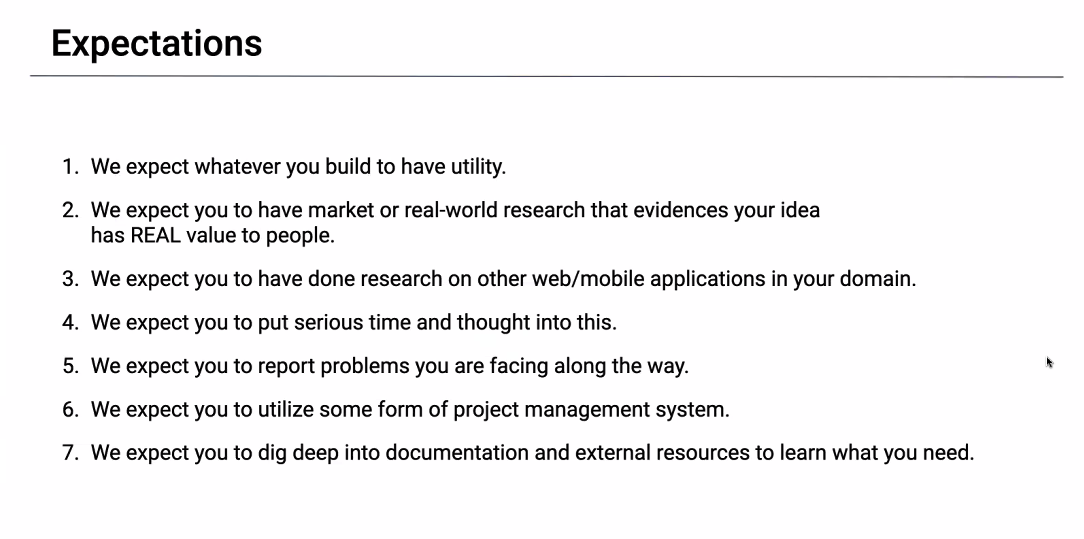 Expectations
1. We expect whatever you build to have utility.
2. We expect you to have market or real-world research that evidences your idea
has REAL value to people.
3. We expect you to have done research on other web/mobile applications in your domain.
4. We expect you to put serious time and thought into this.
5. We expect you to report problems you are facing along the way.
6. We expect you to utilize some form of project management system.
7. We expect you to dig deep into documentation and external resources to learn what you need.